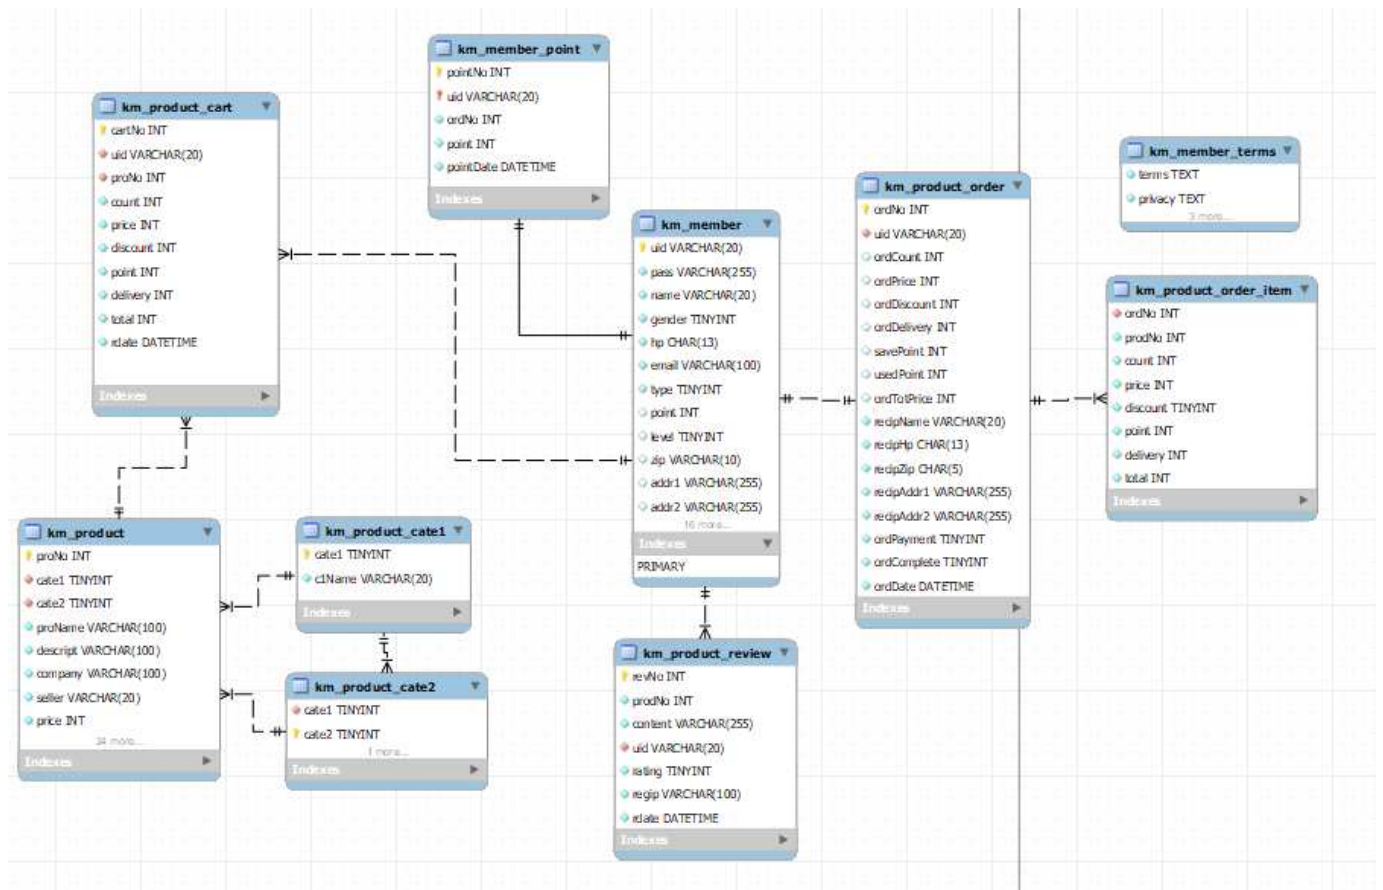 km_member_point
pointNo INT
uid VARCHAR(20)
ordNo INT
point INT
pointDate DATETIME
Indexes
km_product_cart
cartNo INT
uid VARCHAR(20)
proNo INT
count INT
price INT
discount INT
point INT
delivery INT
total INT
rdate DATETIME
Indexes
km_member
uid VARCHAR(20)
pass VARCHAR(255)
name VARCHAR(20)
gender TINYINT
hp CHAR(13)
email VARCHAR(100)
type TINYINT
point INT
level TINYINT
zip VARCHAR(10)
addr1 VARCHAR(255)
addr2 VARCHAR(255)
16 more...
Indexes
PRIMARY
km_product_order
ordNo INT
uid VARCHAR(20)
ordCount INT
ordPrice INT
ordDiscount INT
ordDelivery INT
savePoint INT
usedPoint INT
ordTotPrice INT
recipName VARCHAR(20)
recipHp CHAR(13)
recipZip CHAR(5)
recipAddr1 VARCHAR(255)
recipAddr2 VARCHAR(255)
ordPayment TINYINT
ordComplete TINYINT
ordDate DATETIME
Indexes
km_member_terms
terms TEXT
privacy TEXT
3 more...
km_product_order_item
ordNo INT
prodNo INT
count INT
price INT
discount TINYINT
point INT
delivery INT
total INT
Indexes
km_product
proNo INT
cate1 TINYINT
cate2 TINYINT
proName VARCHAR(100)
descript VARCHAR(100)
company VARCHAR(100)
seller VARCHAR(20)
price INT
24 more...
Indexes
km_product_cate1
cate1 TINYINT
c1Name VARCHAR(20)
Indexes
km_product_cate2
cate1 TINYINT
cate2 TINYINT
1 more...
Indexes
km_product_review
revNo INT
prodNo INT
content VARCHAR(255)
uid VARCHAR(20)
rating TINYINT
regip VARCHAR(100)
rdate DATETIME
Indexes